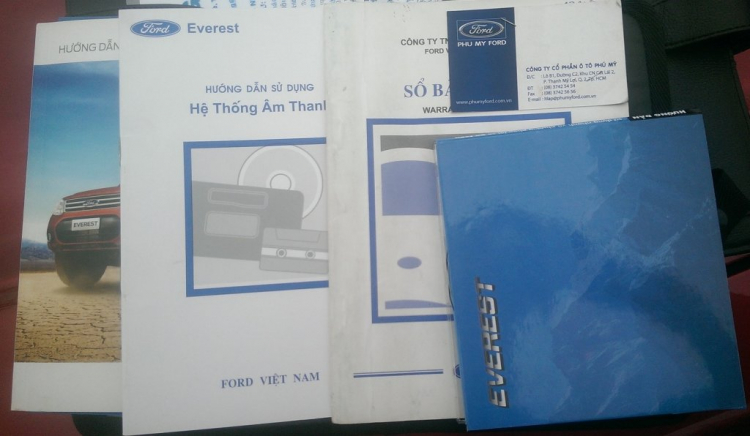 HƯỚNG DẪN
EVEREST
Ford Everest
HƯỚNG DẪN SỬ DỤNG
Hệ Thống Âm Thanh
FORD VIỆT NAM
CÔNG TY TN
FORD V
SỔ BẢ
WARRA
Ford
PHU MY FORD
www.phumyford.com.vn
CÔNG TY CỔ PHẦN Ô TÔ PHÚ MỸ
EVEREST